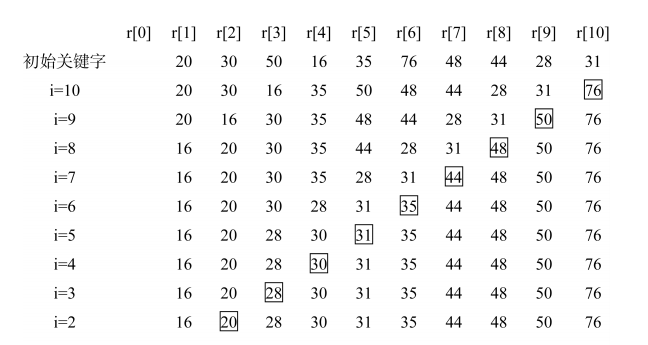 r[0] r[1] r[2] r[3] r[4] r[5] r[6] r[7] r[8] r[9] r[10]
初始关键字 20 30 50 16 35 76 48 44 28 31
i=10 20 30 16 35 50 48 44 28 31 76
i=9 20 16 30 35 48 44 28 31 50 76
i=8 16 20 30 35 44 28 31 48 50 76
i=7 16 20 30 35 28 31 44 48 50 76
i=6 16 20 30 28 31 35 44 48 50 76
i=5 16 20 28 30 31 35 44 48 50 76
i=4 16 20 28 30 31 35 44 48 50 76
i=3 16 20 28 30 31 35 44 48 50 76
i=2 16 20 28 30 31 35 44 48 50 76